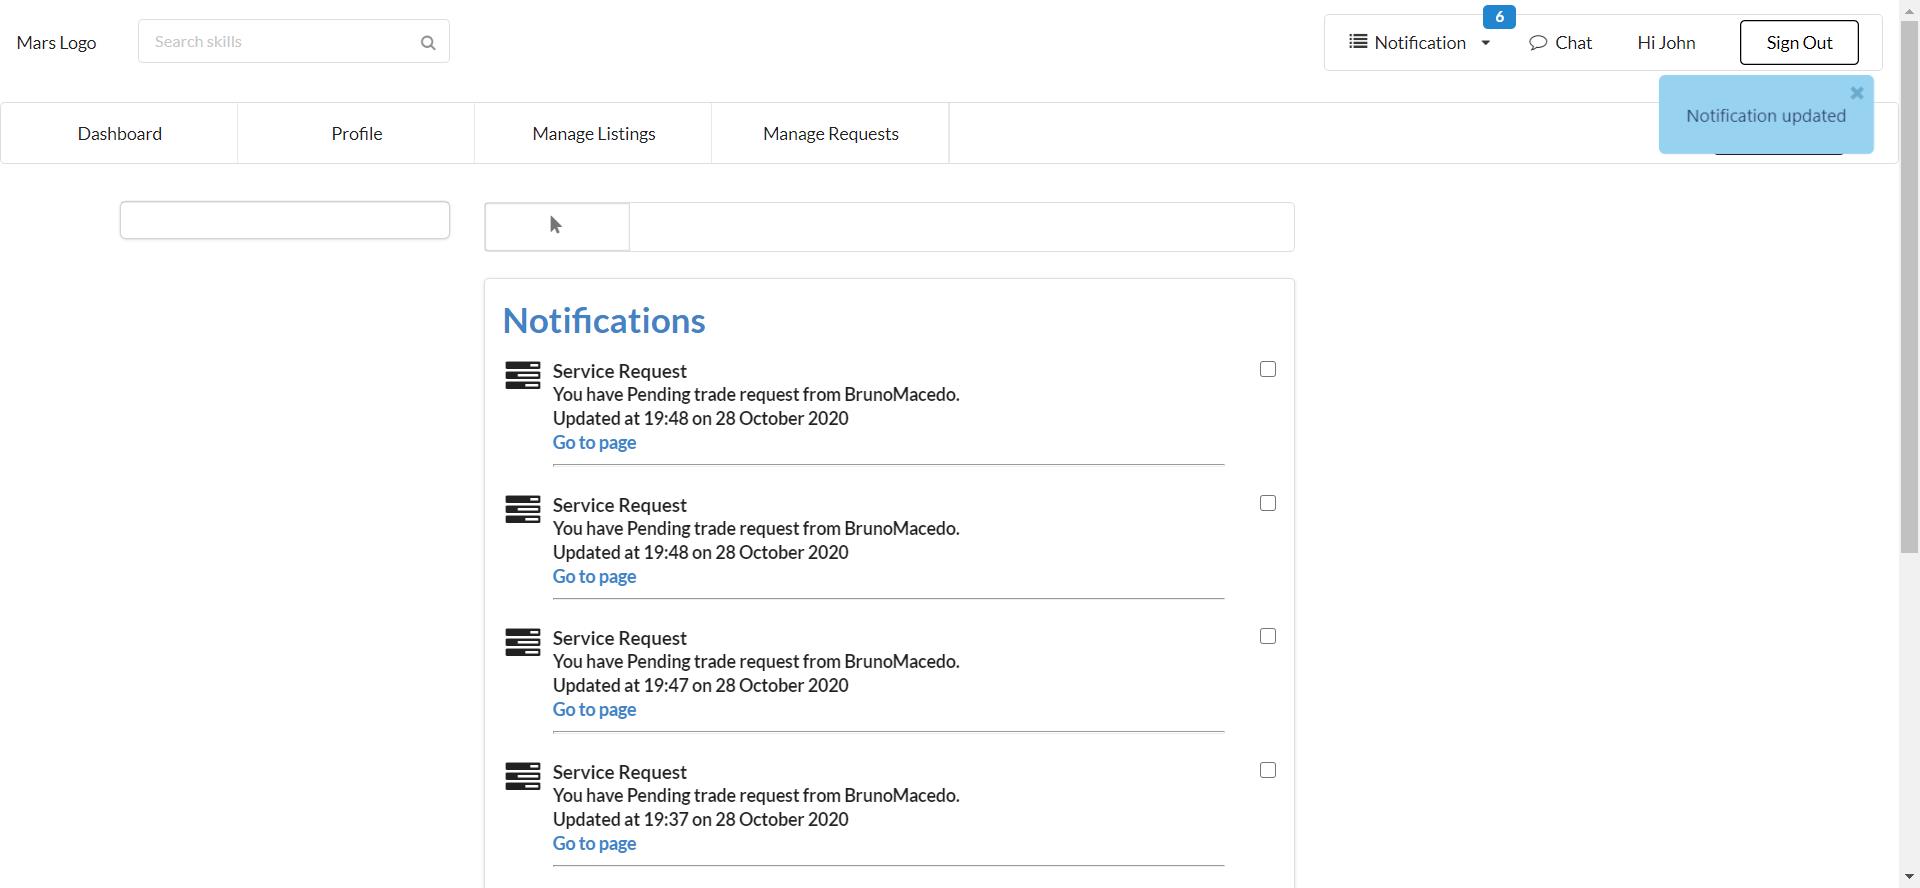 Mars Logo
Search skills
Notification
6
Chat
Hi John
Sign Out
Notification updated
Dashboard
Profile
Manage Listings
Manage Requests
Notifications
Service Request
You have Pending trade request from BrunoMacedo.
Updated at 19:48 on 28 October 2020
Go to page
Service Request
You have Pending trade request from BrunoMacedo.
Updated at 19:48 on 28 October 2020
Go to page
Service Request
You have Pending trade request from BrunoMacedo.
Updated at 19:47 on 28 October 2020
Go to page
Service Request
You have Pending trade request from BrunoMacedo.
Updated at 19:37 on 28 October 2020
Go to page